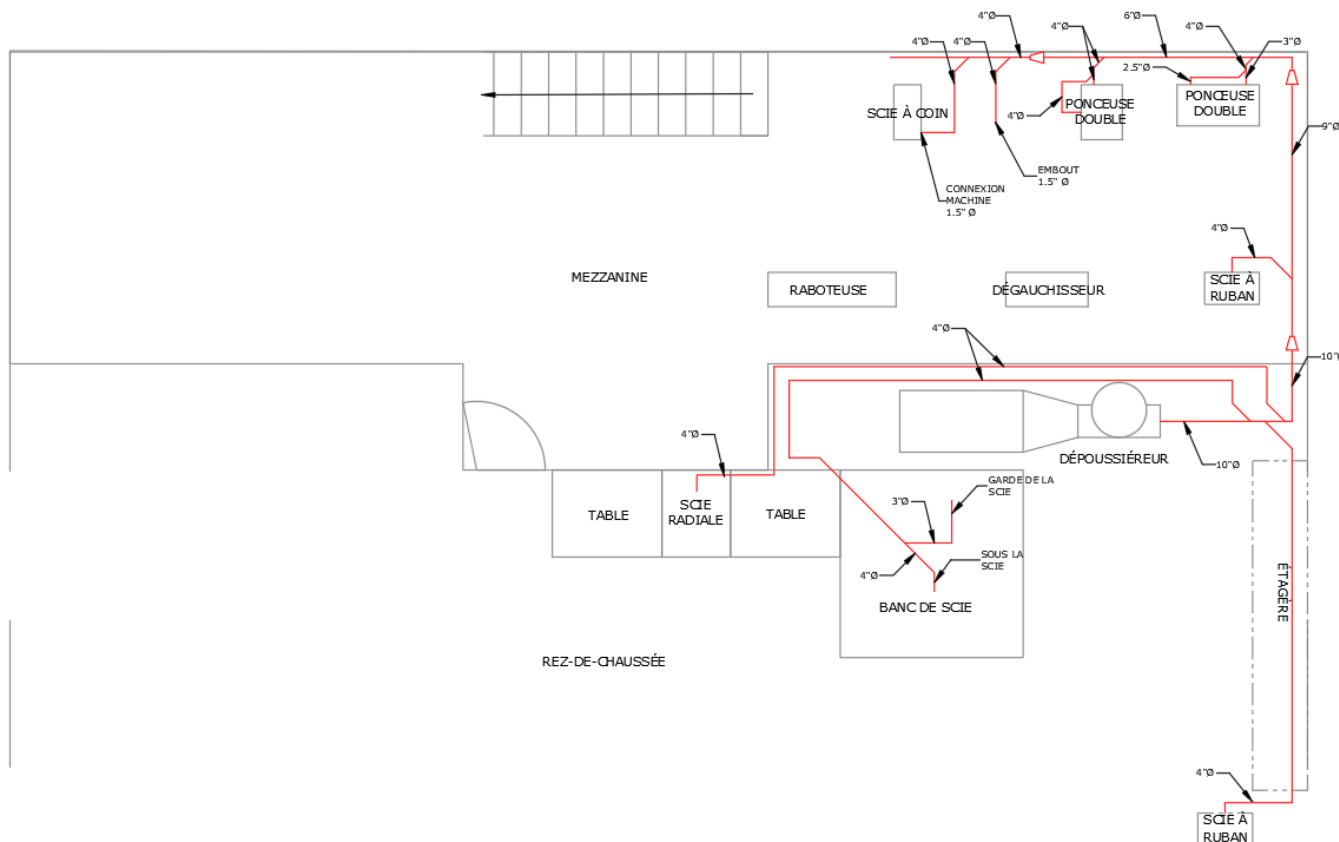 4"Ø
4"Ø
4"Ø
4"Ø
6"Ø
4"Ø
3"Ø
2.5"Ø
SCIE À COIN
4"Ø
PONCEUSE
DOUBLE
PONCEUSE
DOUBLE
9"Ø
EMBOUT
1.5" Ø
CONNEXION
MACHINE
1.5" Ø
4"Ø
MEZZANINE
RABOTEUSE
DÉGAUCHISSEUR
SCIE À
RUBAN
4"Ø
10"
4"Ø
DÉPOUSSIÉREUR
10"Ø
TABLE
SCIE
RADIALE
TABLE
GARDE DE LA
SCIE
3"Ø
SOUS LA
SCIE
4"Ø
BANC DE SCIE
ÉTAGÈRE
REZ-DE-CHAUSSÉE
4"Ø
SCIE À
RUBAN